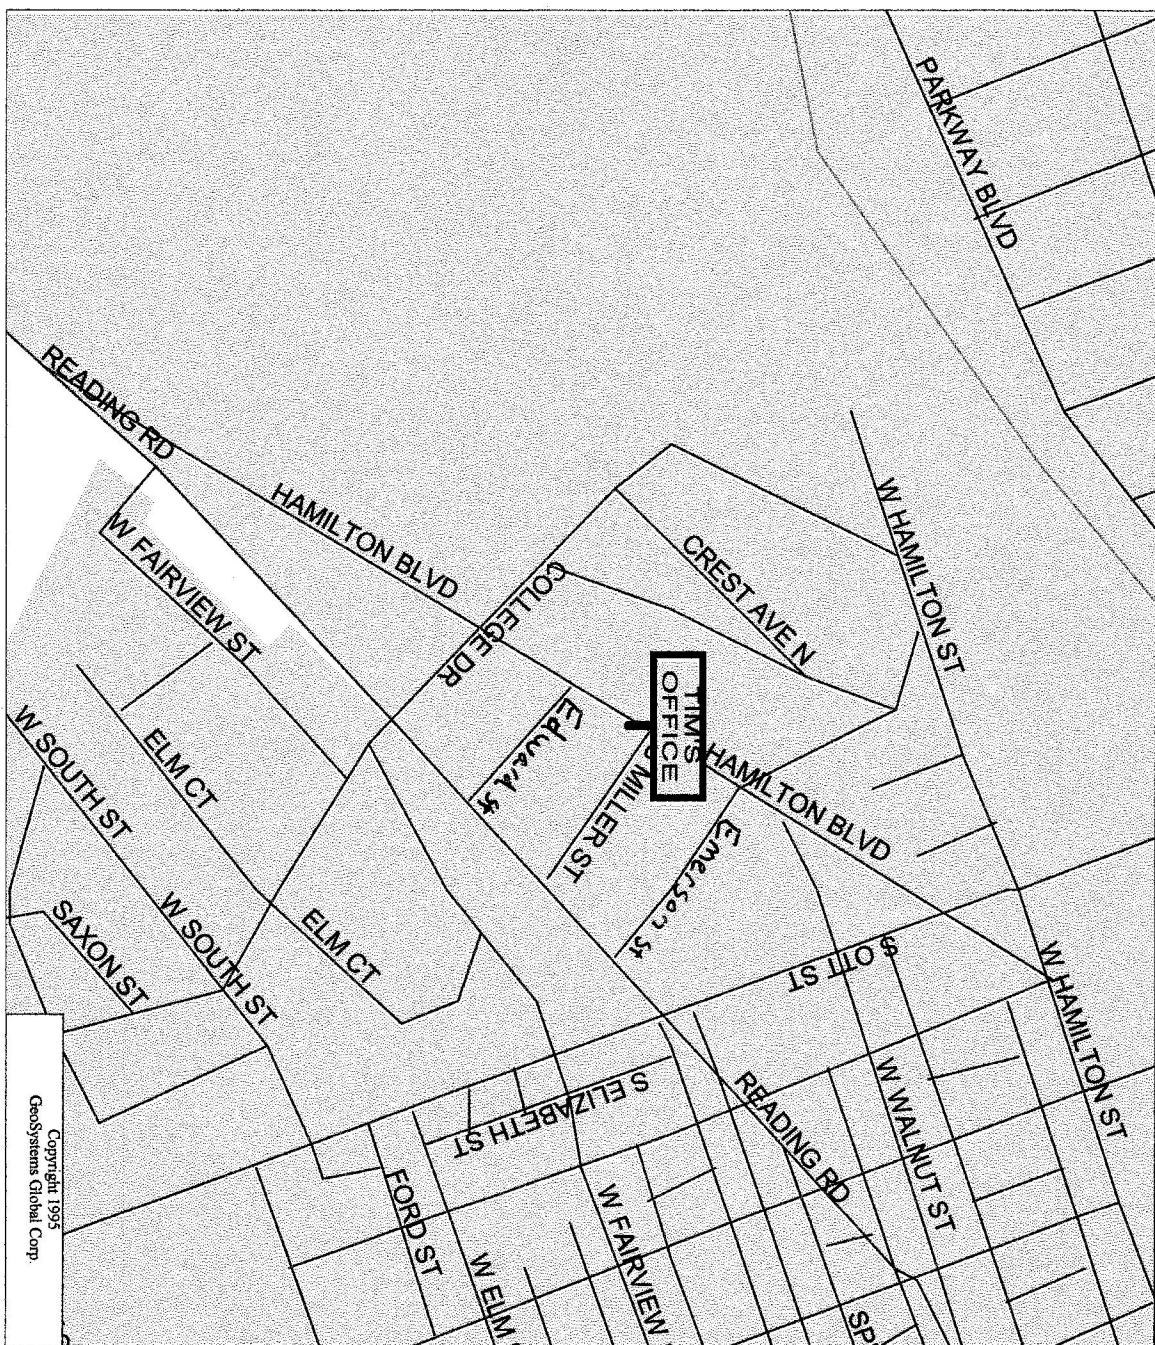 PARKWAY BLVD
READING RD
HAMILTON BLVD
W HAMILTON ST
CREST AVE N
COLLEGE DR
W FAIRVIEW ST
TIM'S
OFFICE
HAMILTON BLVD
Edward St
S MILLER ST
Emerson St
ELM CT
W SOUTH ST
W SOUTH ST
SAXON ST
ELM CT
S OTT ST
W HAMILTON ST
W WALNUT ST
READING RD
S ELIZABETH ST
FORD ST
W ELM
W FAIRVIEW
SP
Copyright 1995
GeoSystems Global Corp.